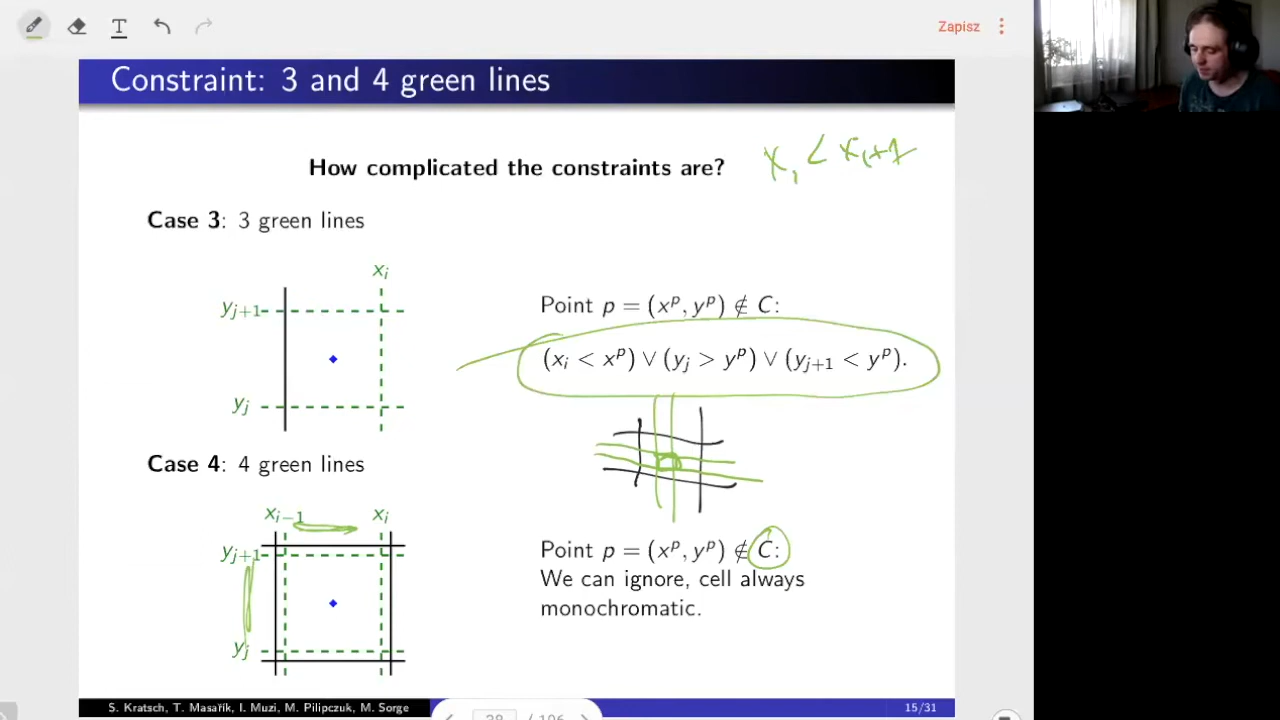 Zapisz
Constraint: 3 and 4 green lines
How complicated the constraints are?
x_i < x_{i+1}
Case 3: 3 green lines
x_i
y_{j+1}
y_j
Point p = (x^p, y^p) ∉ C:
(x_i < x^p) ∨ (y_j > y^p) ∨ (y_{j+1} < y^p).
Case 4: 4 green lines
x_{i−1} x_i
y_{j+1}
y_j
Point p = (x^p, y^p) ∉ C:
We can ignore, cell always
monochromatic.
S. Kratsch, T. Masařík, I. Muzi, M. Pilipczuk, M. Sorge
15/31